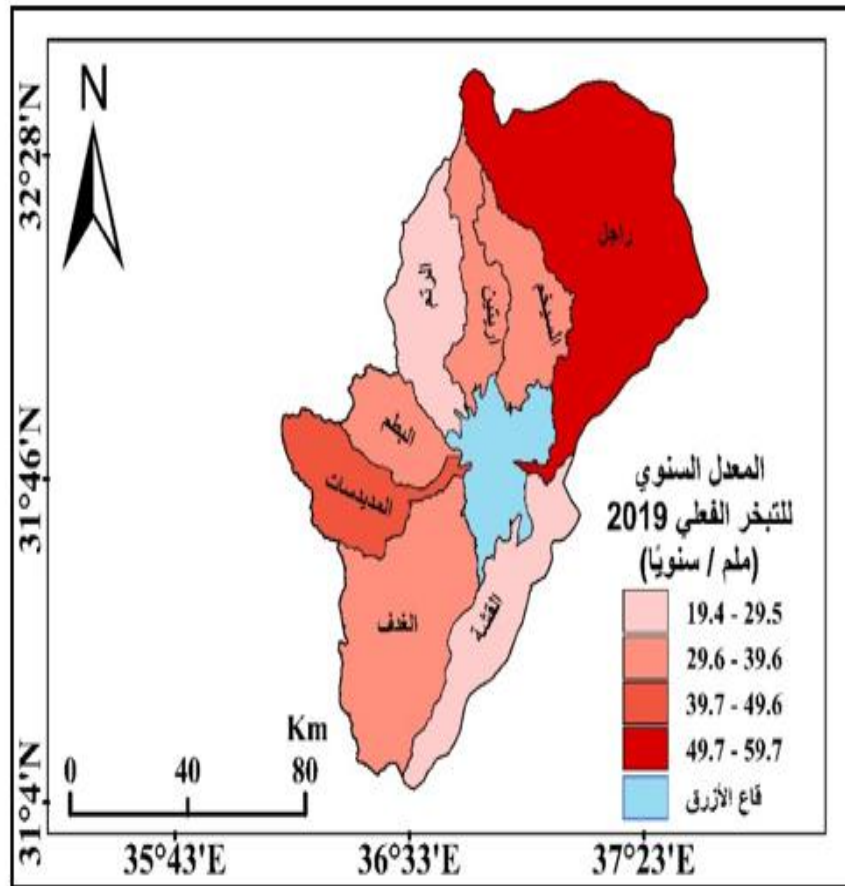 N
32°28'N
31°46'N
31°4'N
راجل
الرتم
البطم
المديسات
الغدف
المعدل السنوي
للتبخر الفعلي 2019
(ملم / سنويًا)
19.4 - 29.5
29.6 - 39.6
39.7 - 49.6
49.7 - 59.7
قاع الأزرق
Km
0 40 80
35°43'E 36°33'E 37°23'E